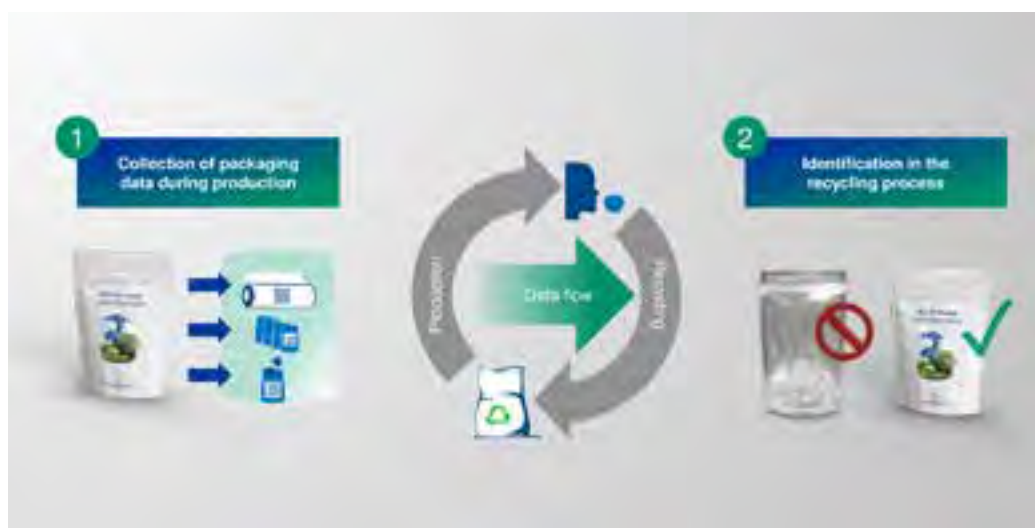 1
Collection of packaging
data during production
2
Identification in the
recycling process
Production
Data flow
Recycling